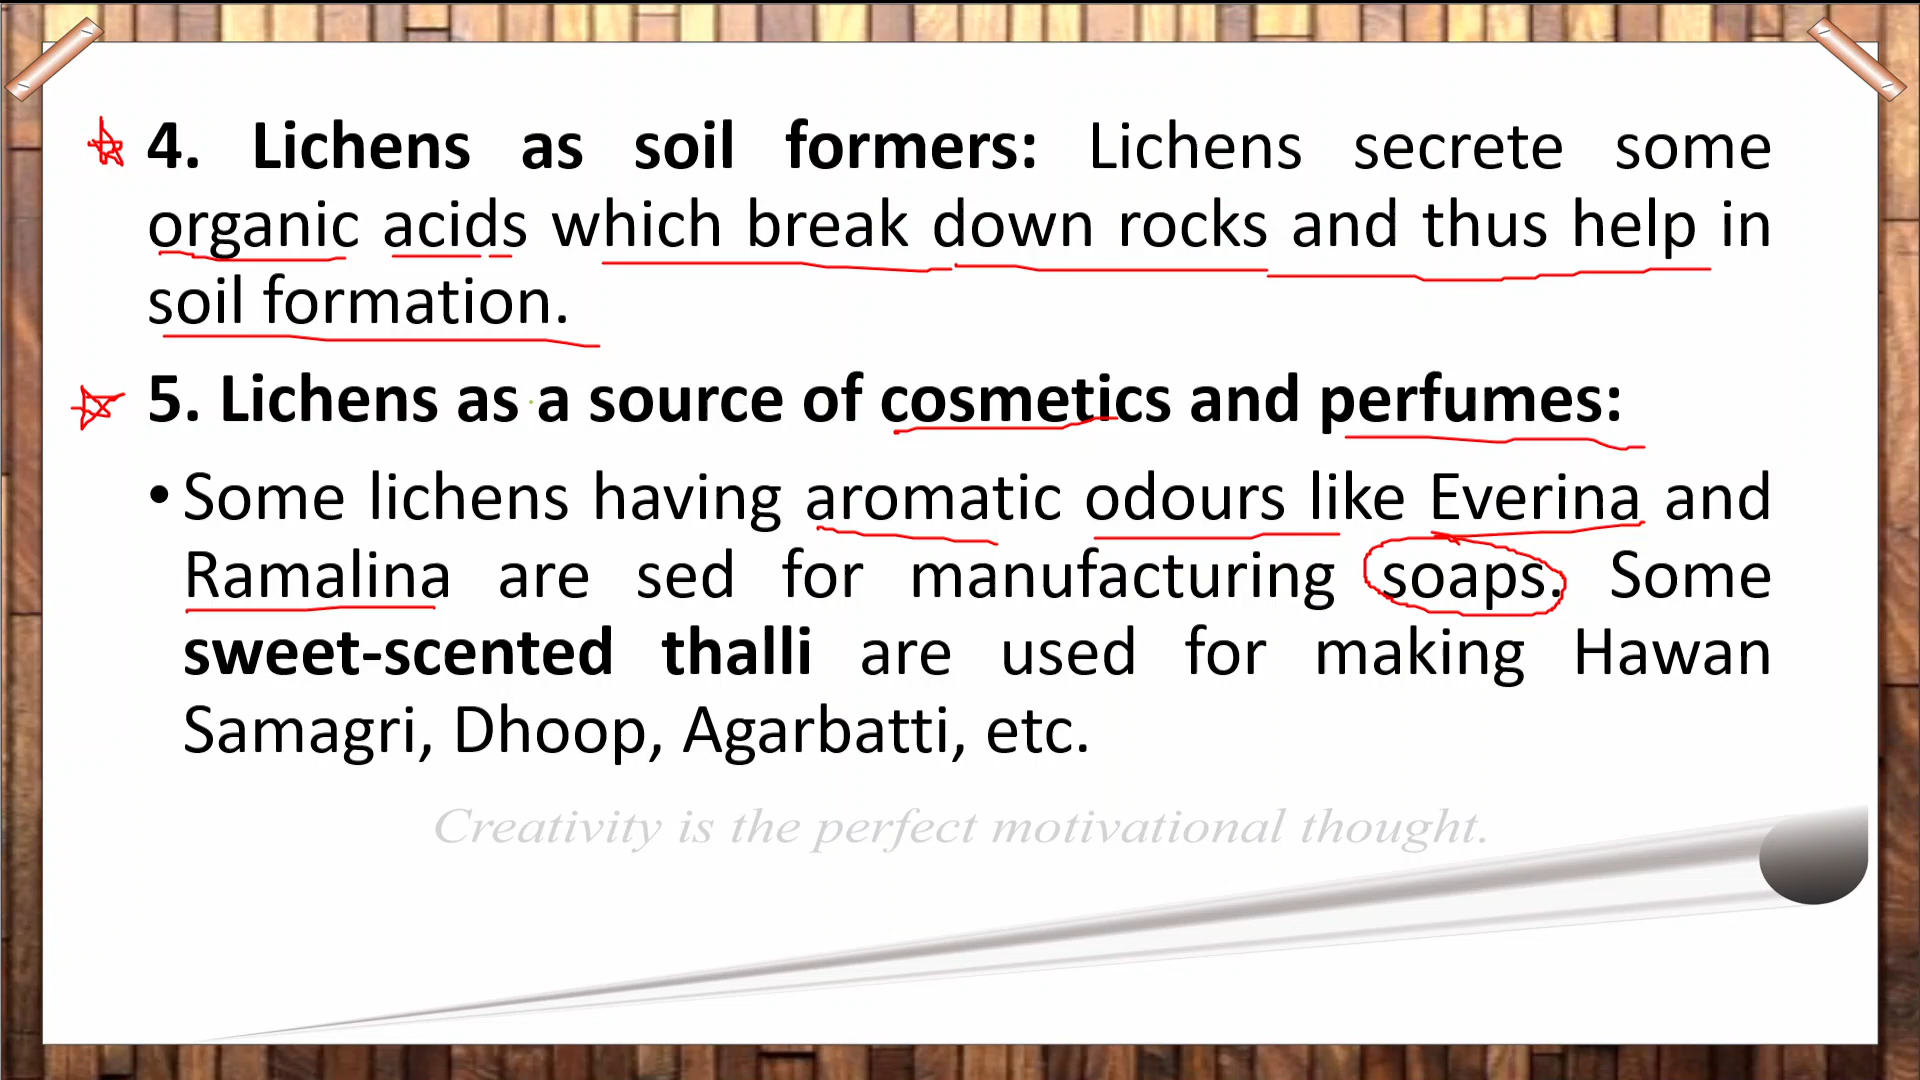 4. Lichens as soil formers: Lichens secrete some
organic acids which break down rocks and thus help in
soil formation.
5. Lichens as a source of cosmetics and perfumes:
• Some lichens having aromatic odours like Everina and
Ramalina are sed for manufacturing soaps. Some
sweet-scented thalli are used for making Hawan
Samagri, Dhoop, Agarbatti, etc.
Creativity is the perfect motivational thought.